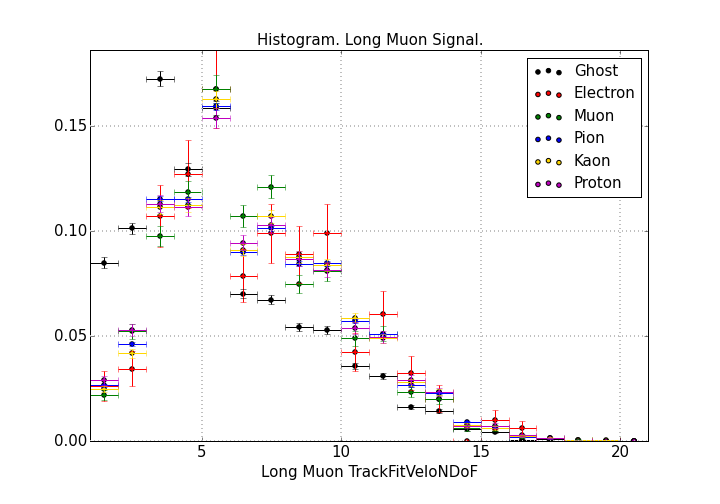 Histogram. Long Muon Signal.
Ghost
Electron
Muon
Pion
Kaon
Proton
0.15
0.10
0.05
0.00
5 10 15 20
Long Muon TrackFitVeloNDoF